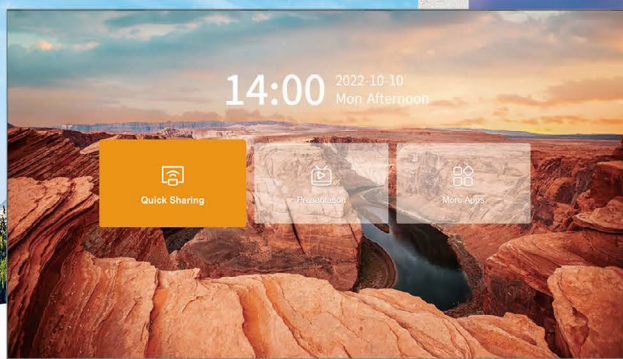 14:00
2022-10-10
Mon Afternoon
Quick Sharing
Presentation
More Apps